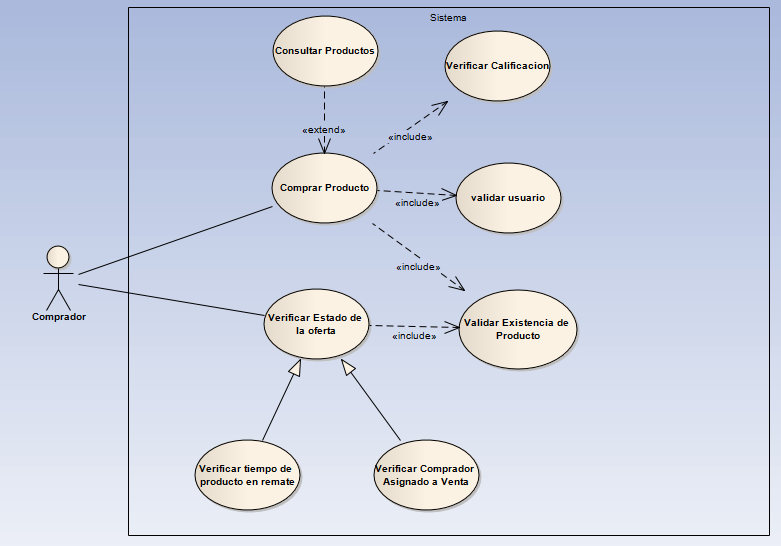 Sistema
Consultar Productos
Verificar Calificacion
«extend»
«include»
Comprar Producto
validar usuario
«include»
«include»
Comprador
Verificar Estado de
la oferta
Validar Existencia de
Producto
«include»
Verificar tiempo de
producto en remate
Verificar Comprador
Asignado a Venta